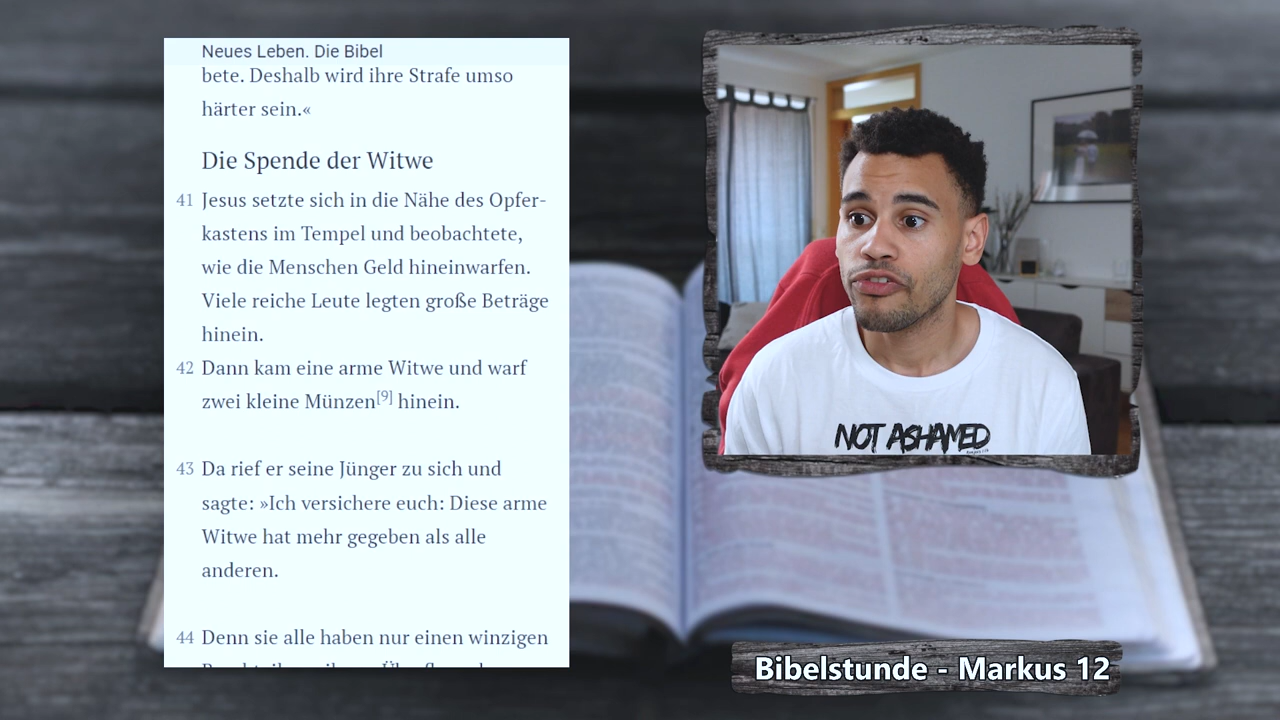 Neues Leben. Die Bibel
bete. Deshalb wird ihre Strafe umso
härter sein.«
Die Spende der Witwe
41 Jesus setzte sich in die Nähe des Opfer-
kastens im Tempel und beobachtete,
wie die Menschen Geld hineinwarfen.
Viele reiche Leute legten große Beträge
hinein.
42 Dann kam eine arme Witwe und warf
zwei kleine Münzen[9] hinein.
43 Da rief er seine Jünger zu sich und
sagte: »Ich versichere euch: Diese arme
Witwe hat mehr gegeben als alle
anderen.
44 Denn sie alle haben nur einen winzigen
NOT ASHAMED
Bibelstunde - Markus 12